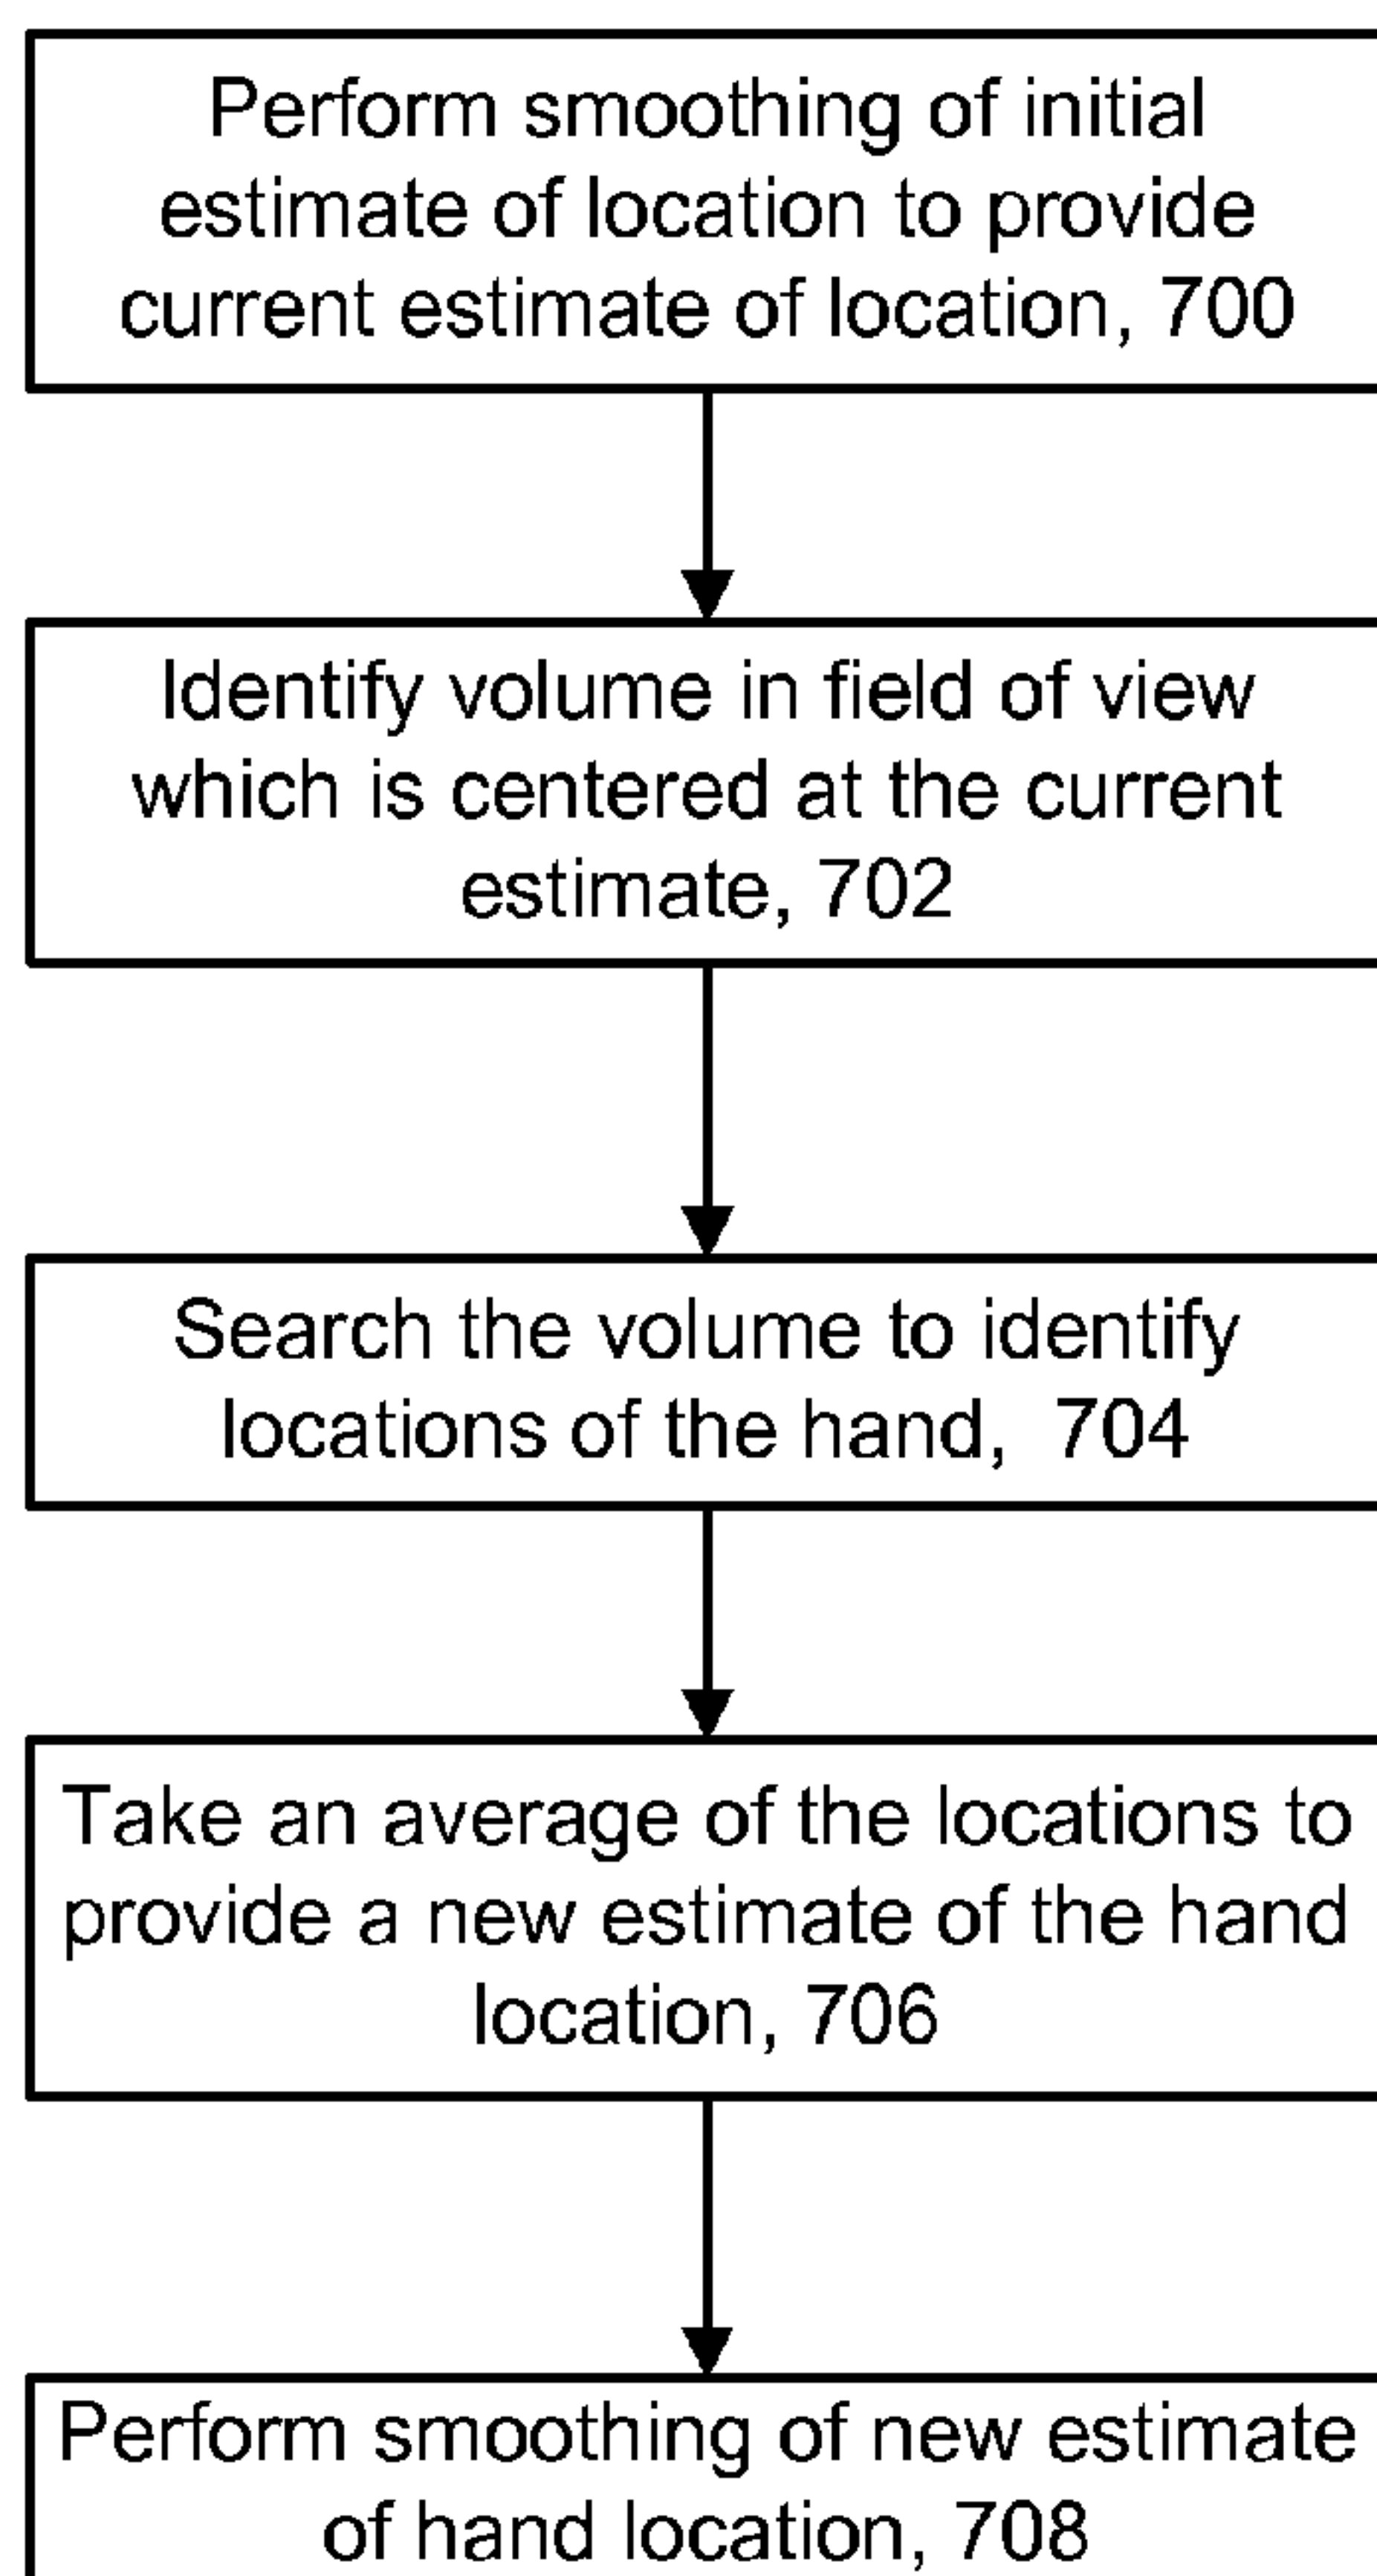 Perform smoothing of initial
estimate of location to provide
current estimate of location, 700
Identify volume in field of view
which is centered at the current
estimate, 702
Search the volume to identify
locations of the hand, 704
Take an average of the locations to
provide a new estimate of the hand
location, 706
Perform smoothing of new estimate
of hand location, 708